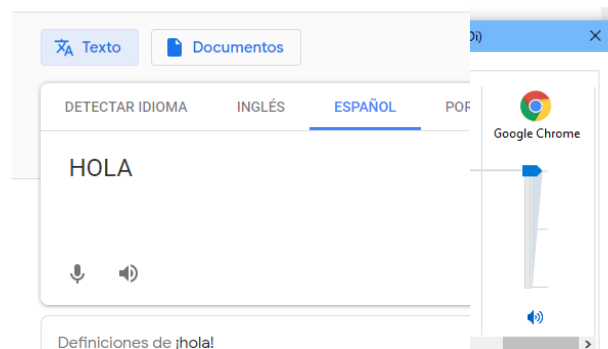 Texto Documentos
DETECTAR IDIOMA INGLÉS ESPAÑOL POR
HOLA
Definiciones de ¡hola!
Di)
Google Chrome